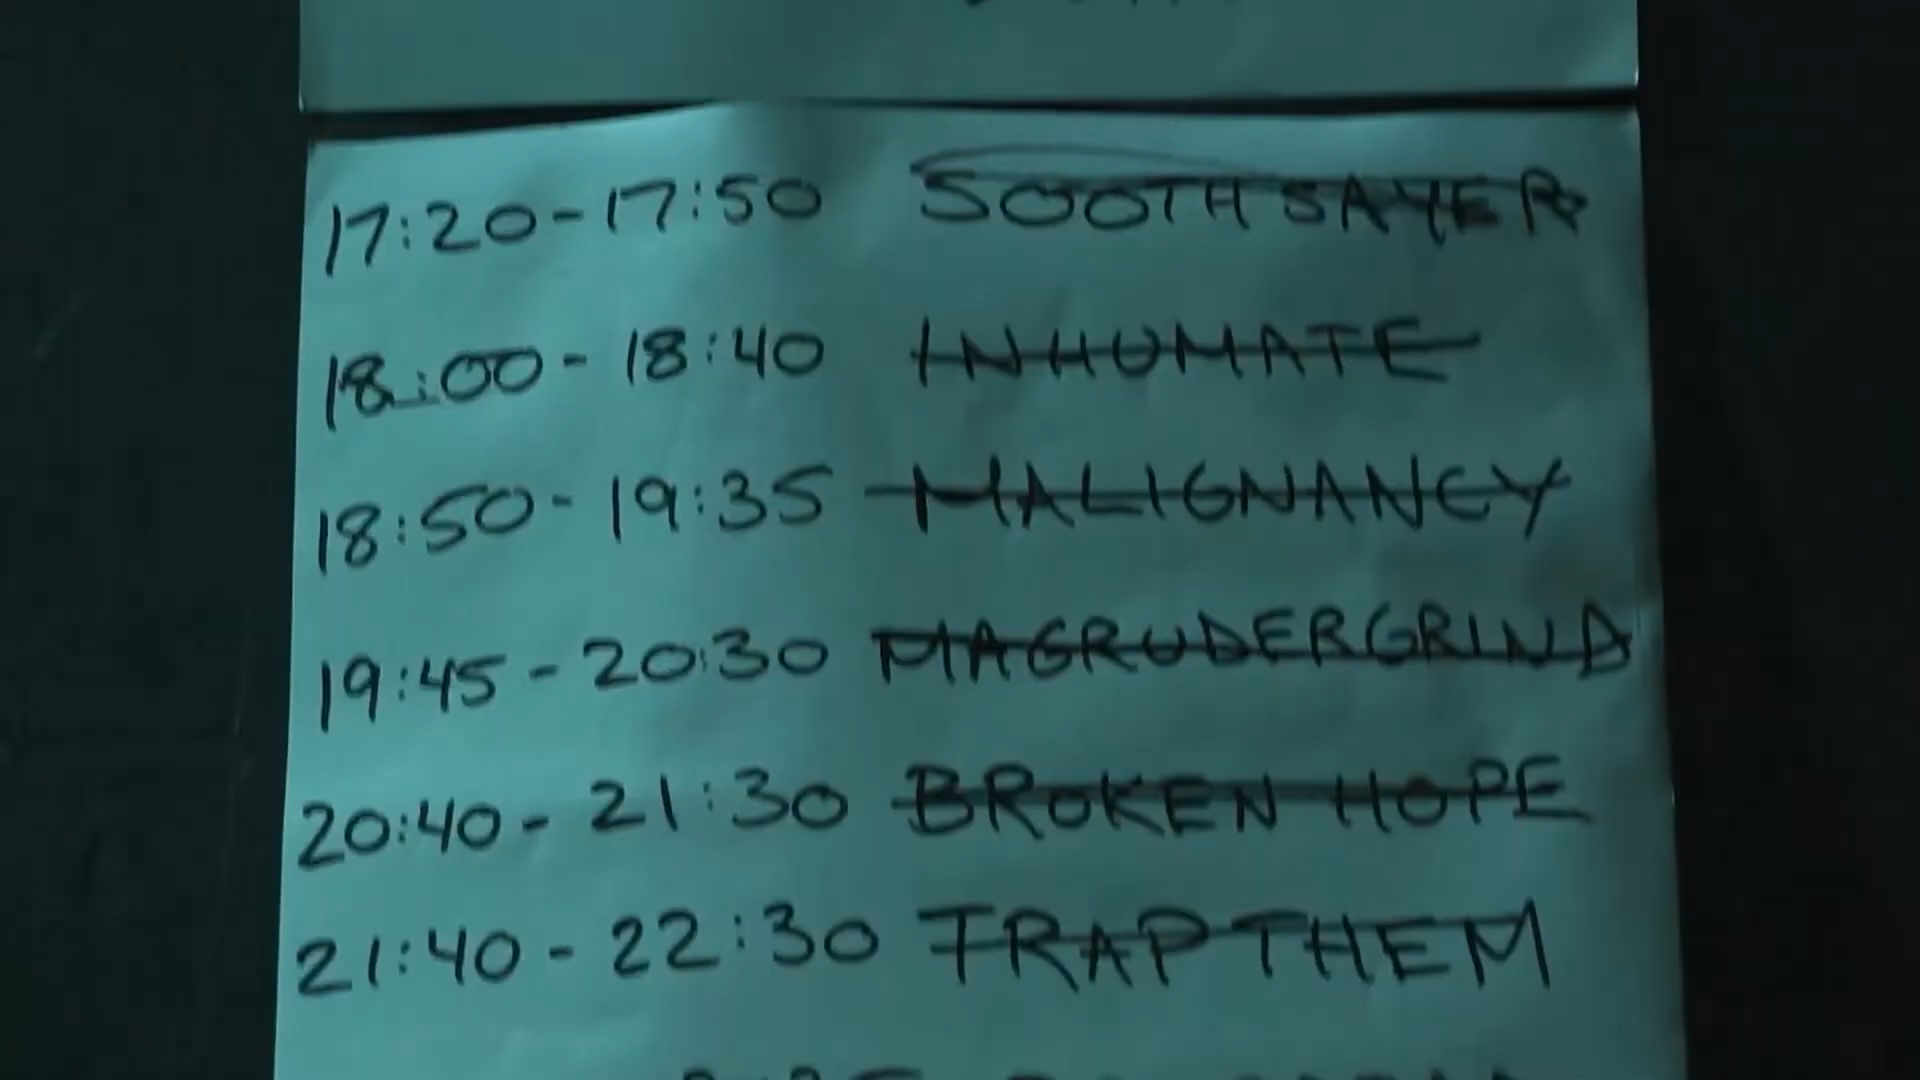 17:20-17:50 SOOTHSAYER
18:00-18:40 INHUMATE
18:50-19:35 MALIGNANCY
19:45-20:30 MAGRUDERGRIND
20:40-21:30 BROKEN HOPE
21:40-22:30 TRAP THEM